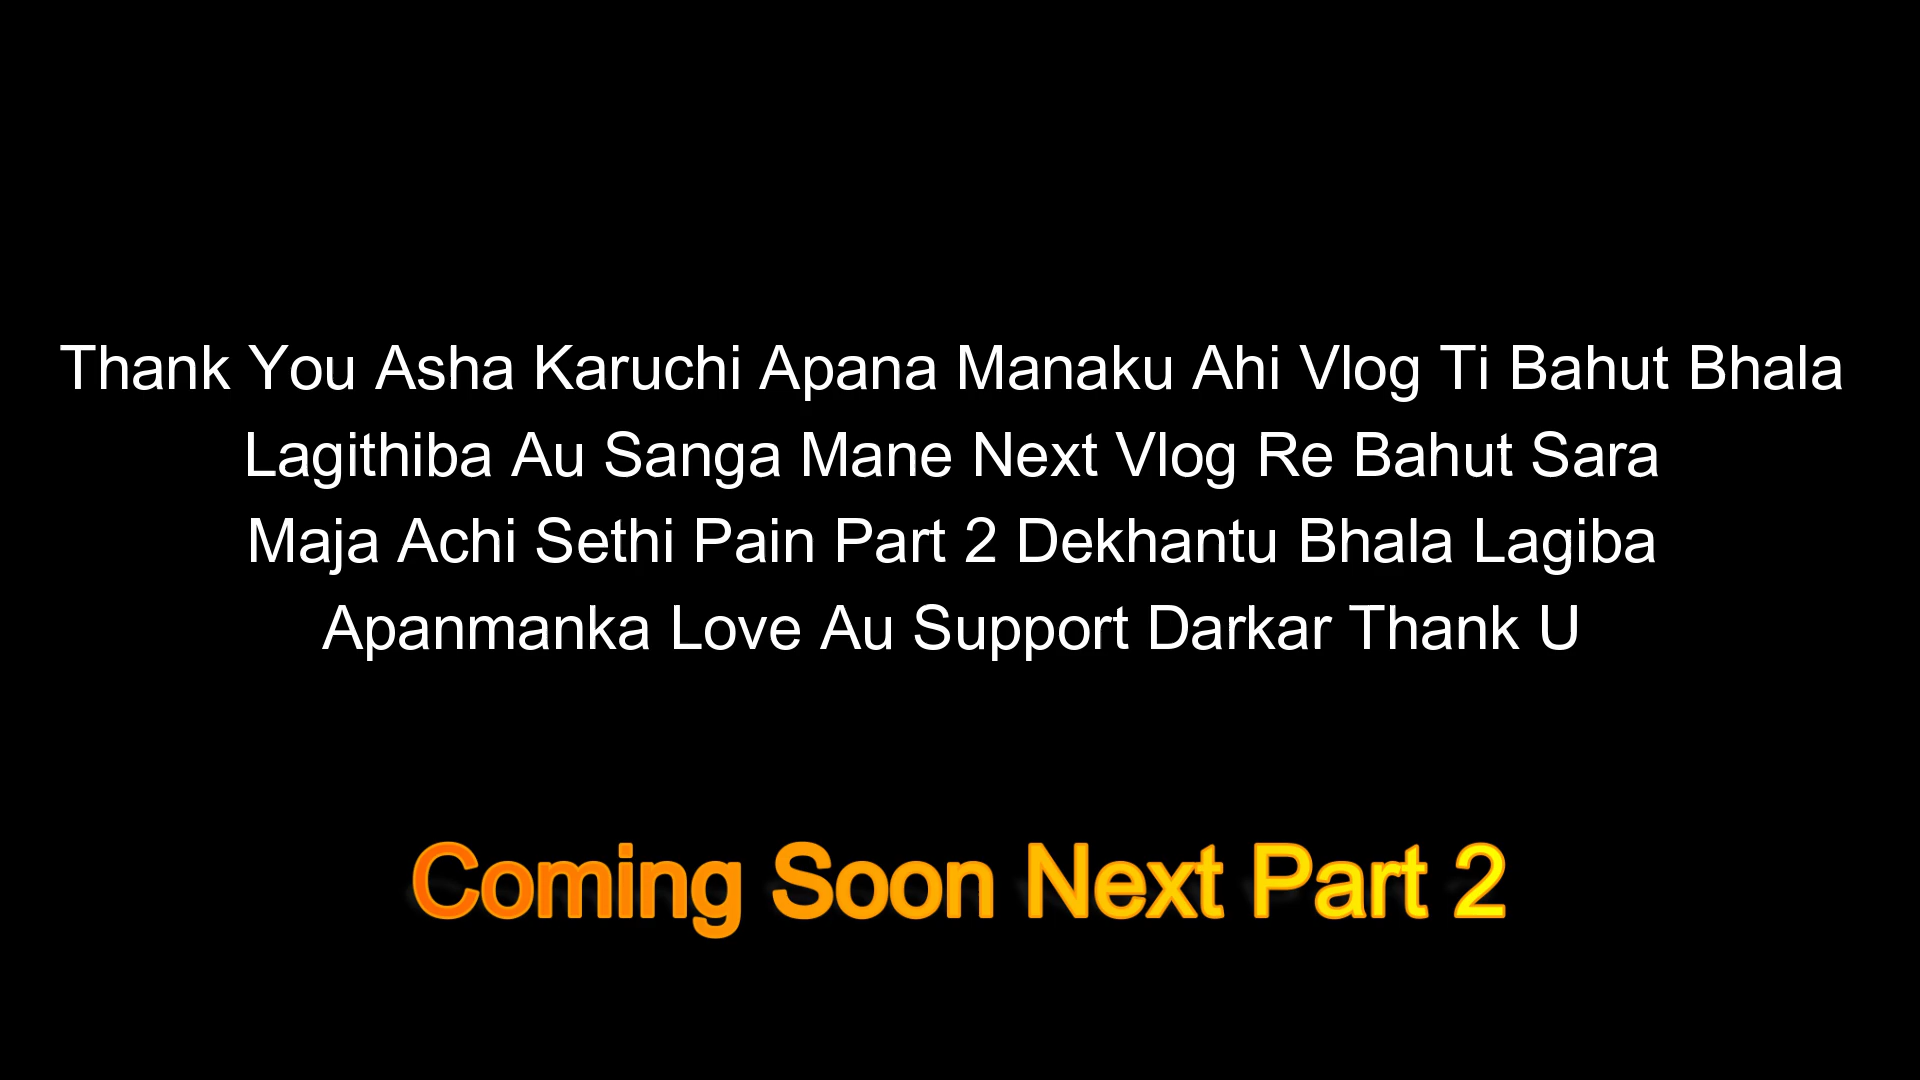 Thank You Asha Karuchi Apana Manaku Ahi Vlog Ti Bahut Bhala
Lagithiba Au Sanga Mane Next Vlog Re Bahut Sara
Maja Achi Sethi Pain Part 2 Dekhantu Bhala Lagiba
Apanmanka Love Au Support Darkar Thank U
Coming Soon Next Part 2